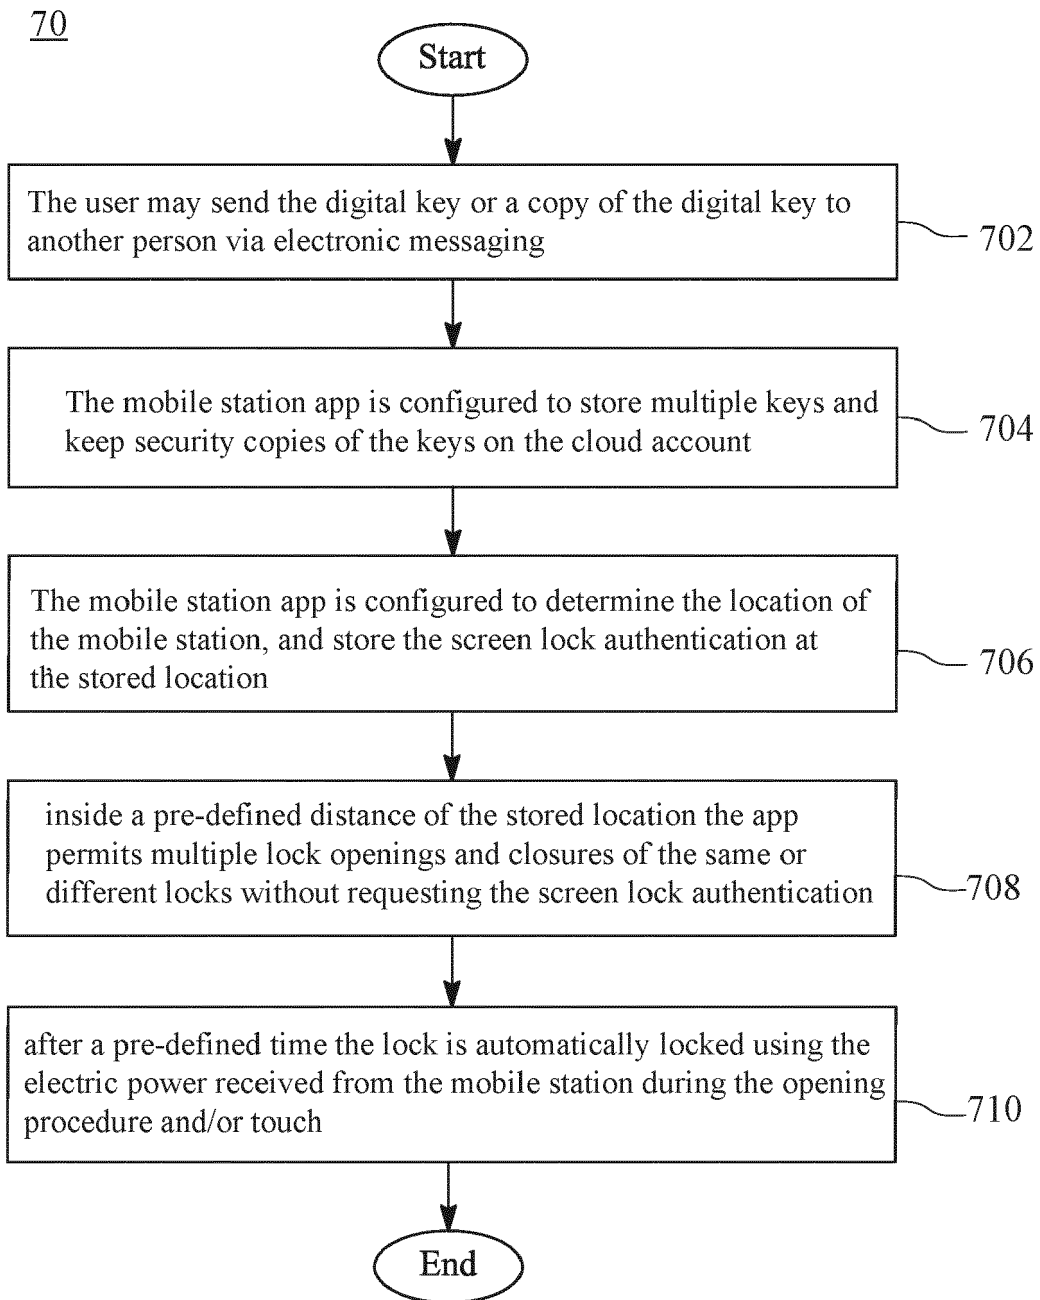 70
Start
The user may send the digital key or a copy of the digital key to
another person via electronic messaging
702
The mobile station app is configured to store multiple keys and
keep security copies of the keys on the cloud account
704
The mobile station app is configured to determine the location of
the mobile station, and store the screen lock authentication at
the stored location
706
inside a pre-defined distance of the stored location the app
permits multiple lock openings and closures of the same or
different locks without requesting the screen lock authentication
708
after a pre-defined time the lock is automatically locked using the
electric power received from the mobile station during the opening
procedure and/or touch
710
End